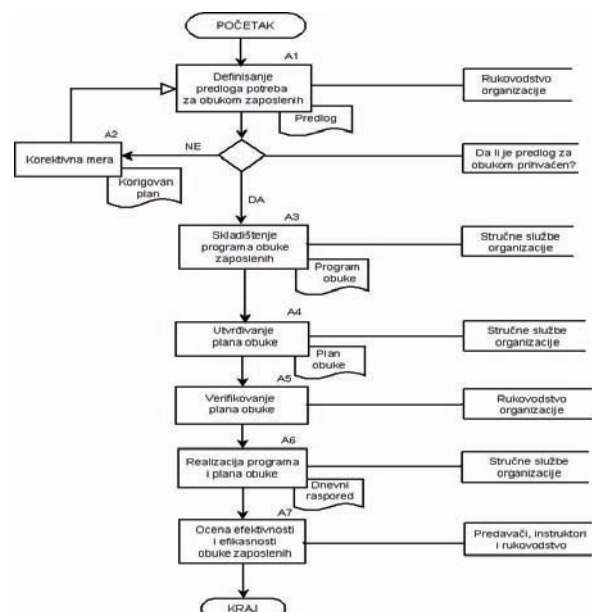 POČETAK
A1
Definisanje
predloga potreba
za obukom zaposlenih
Predlog
Rukovodstvo
organizacije
A2
Korektivna mera
Korigovan
plan
NE
DA
Da li je predlog za
obukom prihvaćen?
A3
Skladištenje
programa obuke
zaposlenih
Program
obuke
Stručne službe
organizacije
A4
Utvrđivanje
plana obuke
Plan
obuke
Stručne službe
organizacije
A5
Verifikovanje
plana obuke
Rukovodstvo
organizacije
A6
Realizacija programa
i plana obuke
Dnevni
raspored
Stručne službe
organizacije
A7
Ocena efektivnosti
i efikasnosti
obuke zaposlenih
Predavači, instruktori
i rukovodstvo
KRAJ